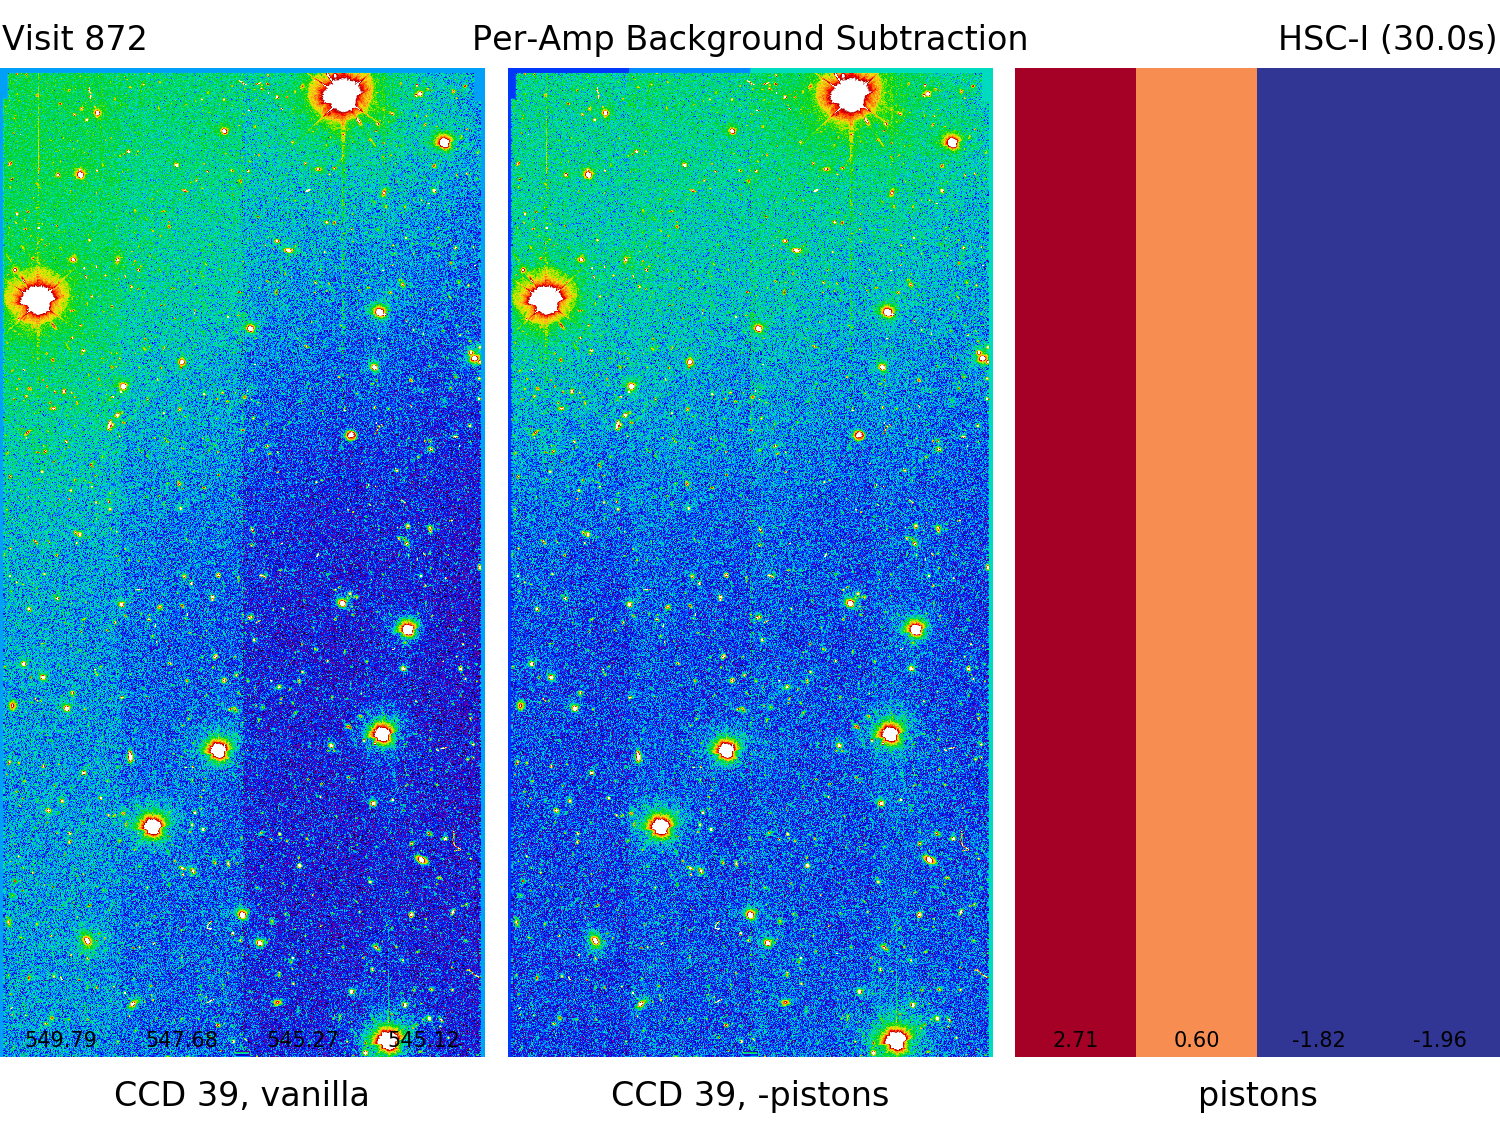 Visit 872 Per-Amp Background Subtraction HSC-I (30.0s)
549.79 547.68 545.27 545.12 2.71 0.60 -1.82 -1.96
CCD 39, vanilla CCD 39, -pistons pistons